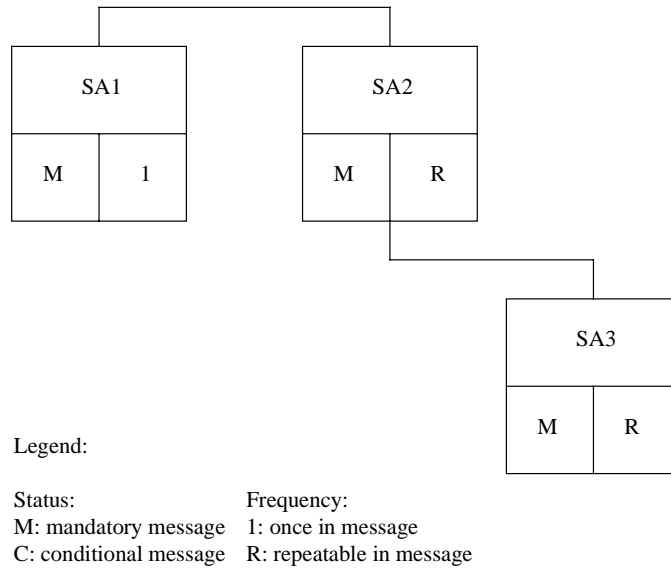 SA1 SA2
M 1 M R
SA3
M R
Legend:
Status: Frequency:
M: mandatory message 1: once in message
C: conditional message R: repeatable in message